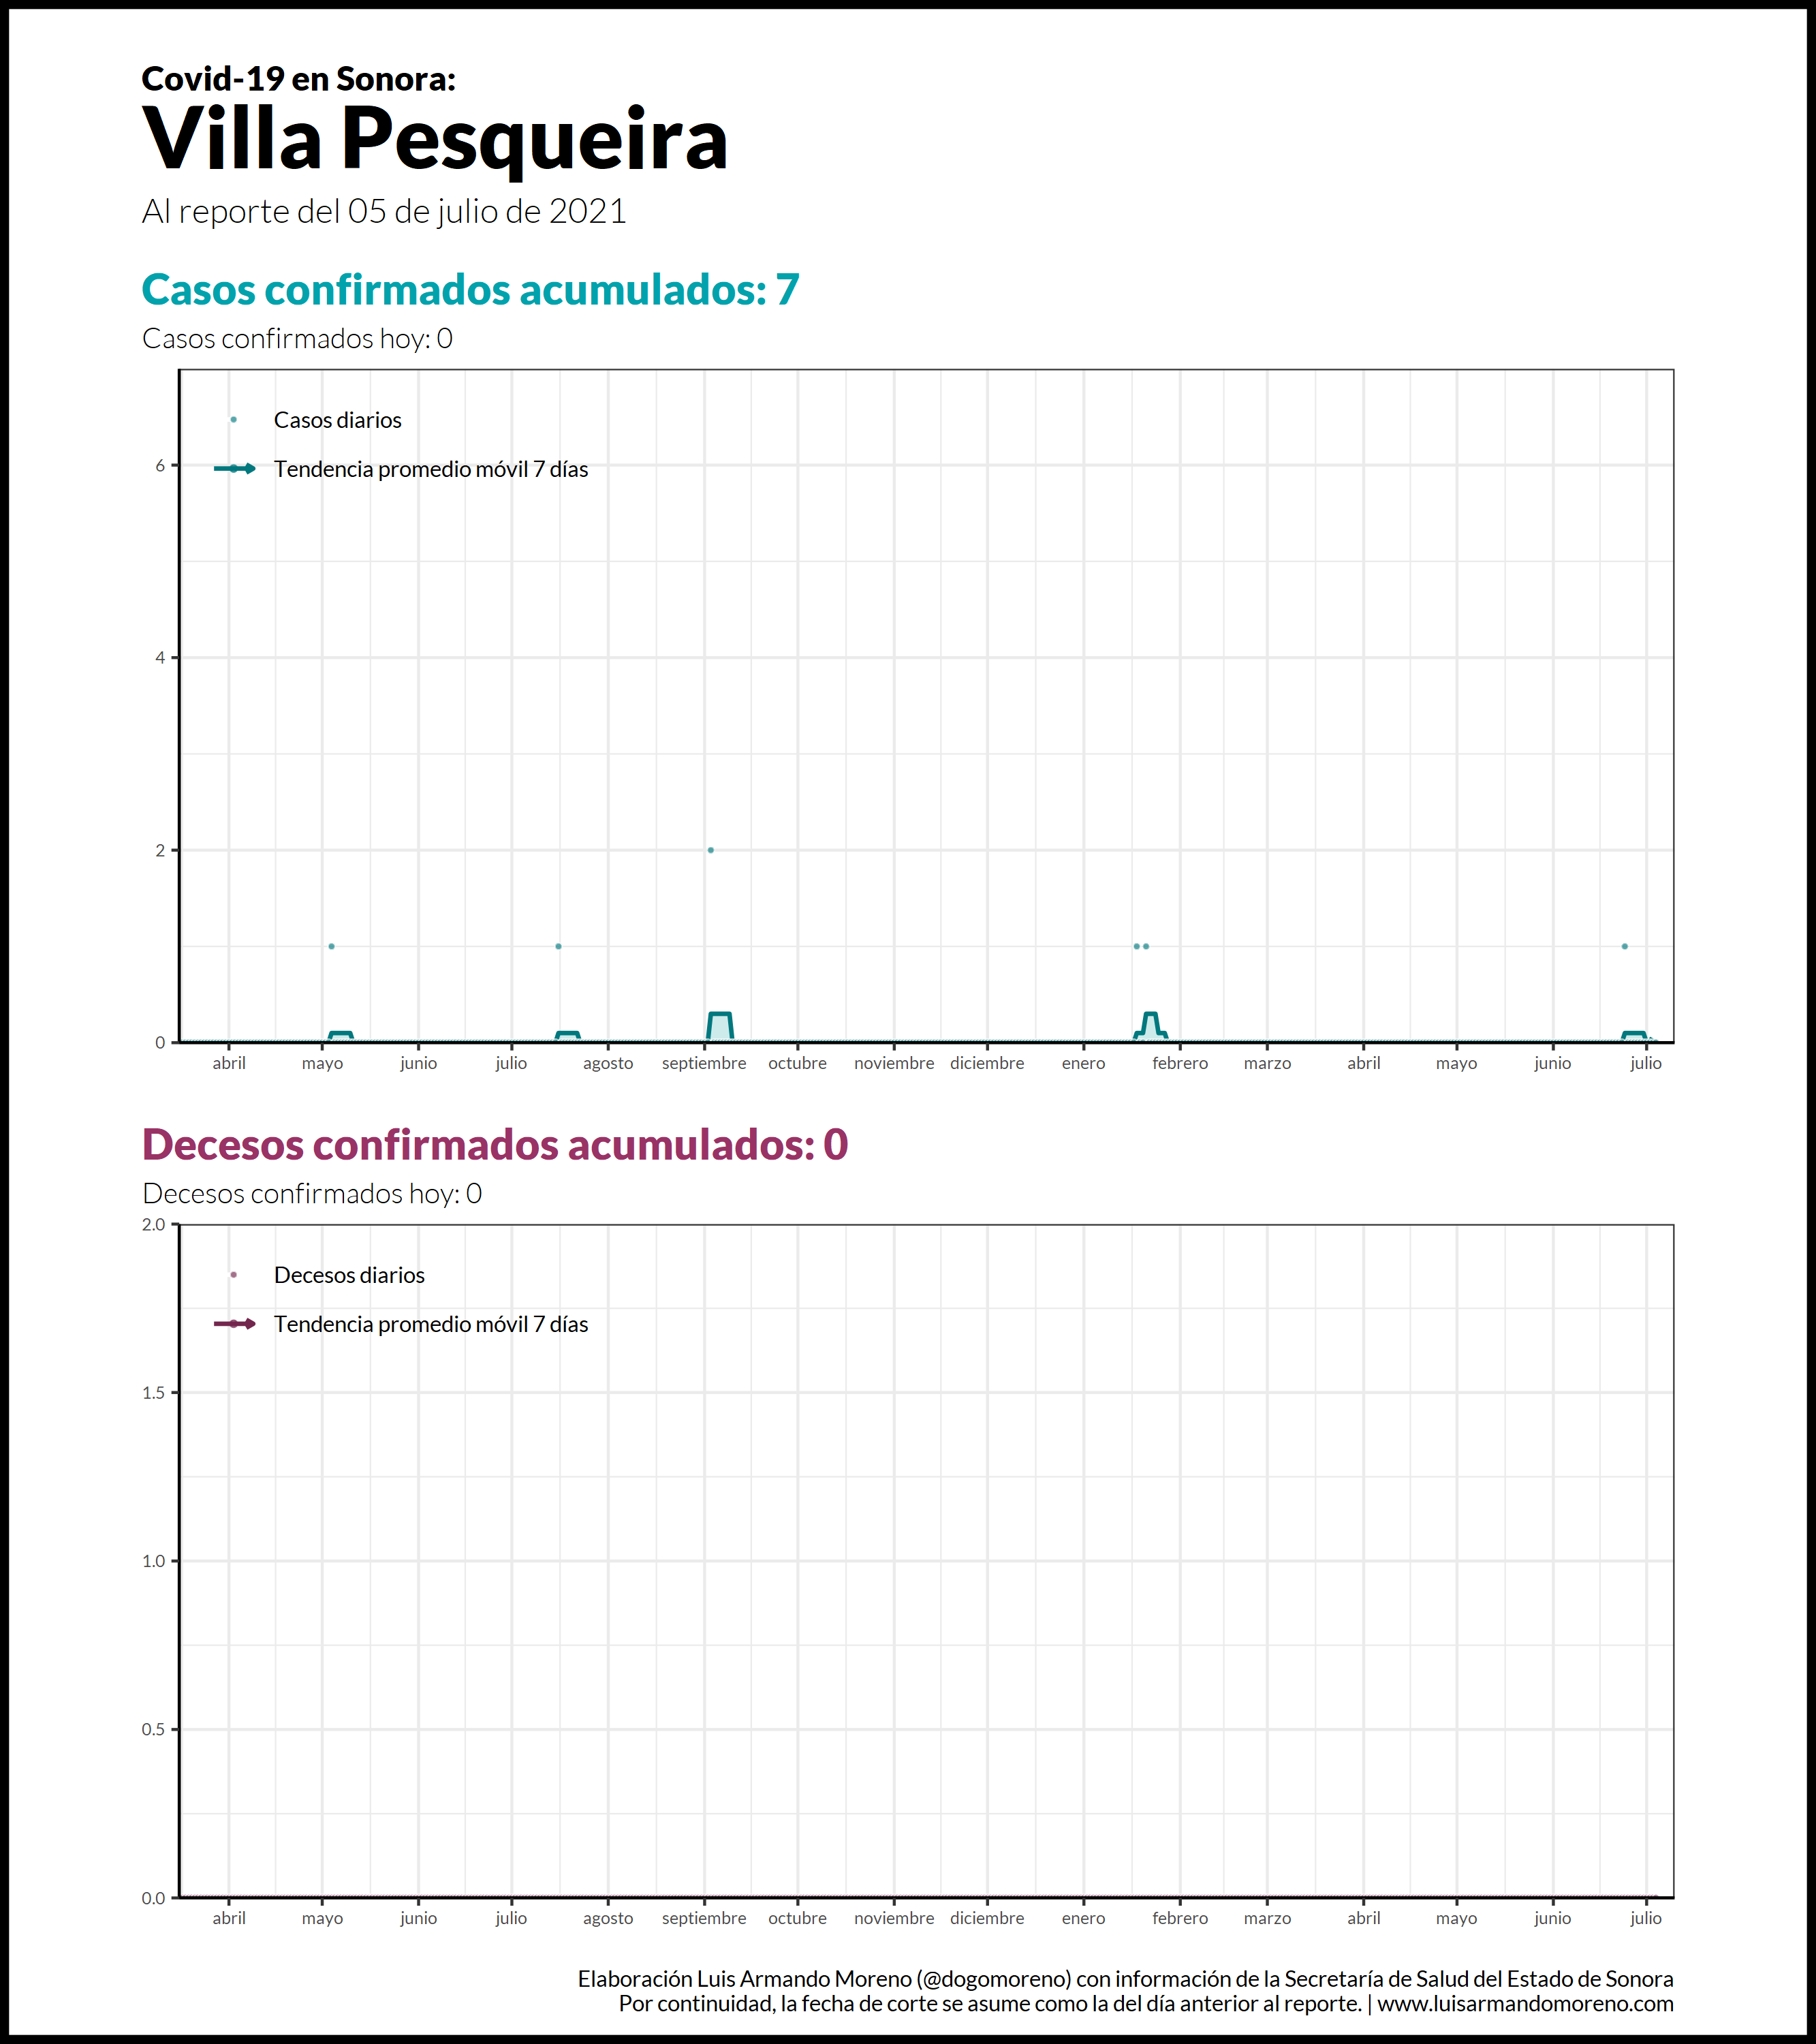 Covid-19 en Sonora:
Villa Pesqueira
Al reporte del 05 de julio de 2021
Casos confirmados acumulados: 7
Casos confirmados hoy: 0
Casos diarios
Tendencia promedio móvil 7 días
6
4
2
0
abril mayo junio julio agosto septiembre octubre noviembre diciembre enero febrero marzo abril mayo junio julio
Decesos confirmados acumulados: 0
Decesos confirmados hoy: 0
2.0
Decesos diarios
Tendencia promedio móvil 7 días
1.5
1.0
0.5
0.0
abril mayo junio julio agosto septiembre octubre noviembre diciembre enero febrero marzo abril mayo junio julio
Elaboración Luis Armando Moreno (@dogomoreno) con información de la Secretaría de Salud del Estado de Sonora
Por continuidad, la fecha de corte se asume como la del día anterior al reporte. | www.luisarmandomoreno.com